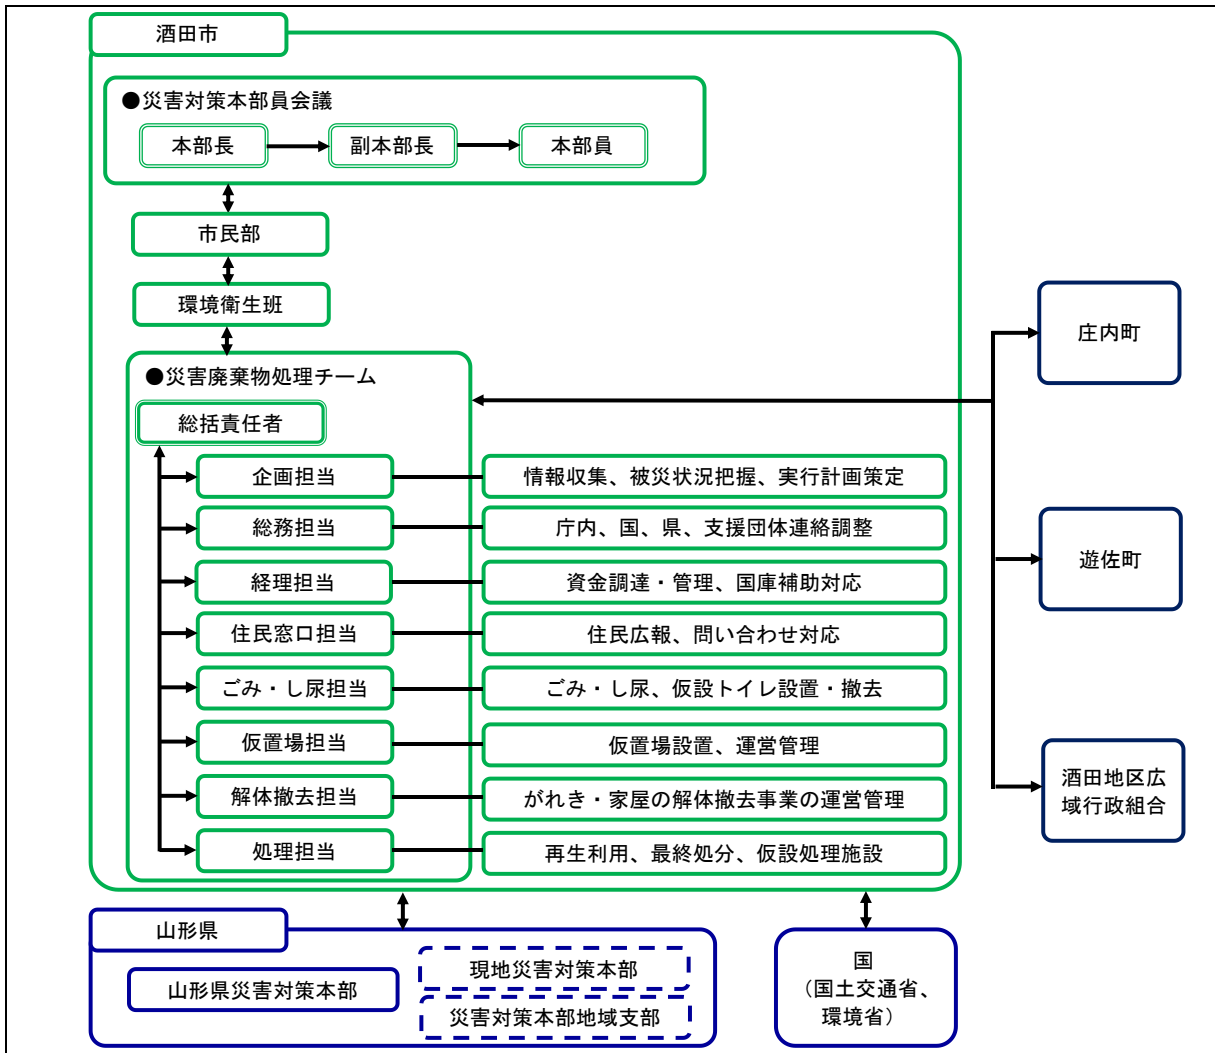 酒田市
●災害対策本部員会議
本部長
副本部長
本部員
市民部
環境衛生班
●災害廃棄物処理チーム
総括責任者
企画担当
情報収集、被災状況把握、実行計画策定
総務担当
庁内、国、県、支援団体連絡調整
経理担当
資金調達・管理、国庫補助対応
住民窓口担当
住民広報、問い合わせ対応
ごみ・し尿担当
ごみ・し尿、仮設トイレ設置・撤去
仮置場担当
仮置場設置、運営管理
解体撤去担当
がれき・家屋の解体撤去事業の運営管理
処理担当
再生利用、最終処分、仮設処理施設
庄内町
遊佐町
酒田地区広
域行政組合
山形県
山形県災害対策本部
現地災害対策本部
災害対策本部地域支部
国
（国土交通省、
環境省）